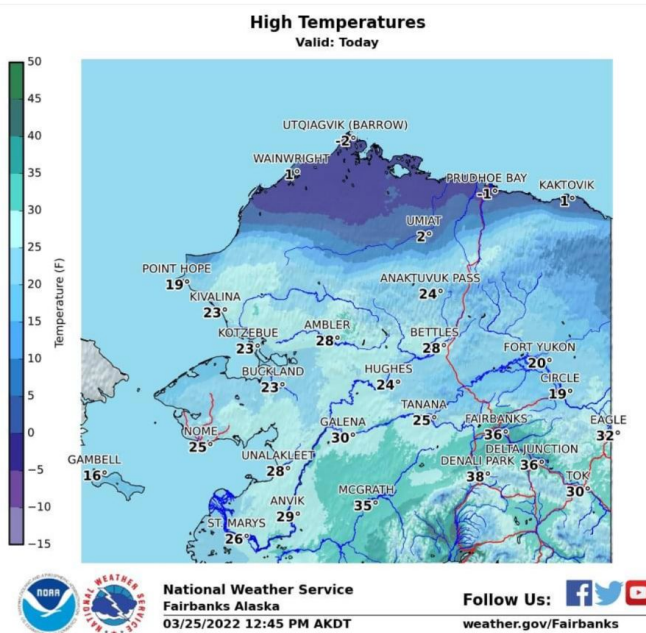 High Temperatures
Valid: Today
50
45
40
35
30
25
20
15
10
5
0
−5
−10
−15
Temperature (F)
UTQIAGVIK (BARROW)
-2°
WAINWRIGHT
1°
PRUDHOE BAY
-1°
KAKTOVIK
1°
UMIAT
2°
POINT HOPE
19°
ANAKTUVUK PASS
24°
KIVALINA
23°
KOTZEBUE
23°
AMBLER
28°
BETTLES
28°
FORT YUKON
20°
BUCKLAND
23°
HUGHES
24°
CIRCLE
19°
TANANA
25°
NOME
25°
GALENA
30°
FAIRBANKS
36°
EAGLE
32°
GAMBELL
16°
UNALAKLEET
28°
DELTA JUNCTION
36°
DENALI PARK
38°
TOK
30°
ANVIK
29°
MCGRATH
35°
ST. MARYS
26°
NOAA
NATIONAL WEATHER SERVICE
National Weather Service
Fairbanks Alaska
03/25/2022 12:45 PM AKDT
Follow Us:
weather.gov/Fairbanks